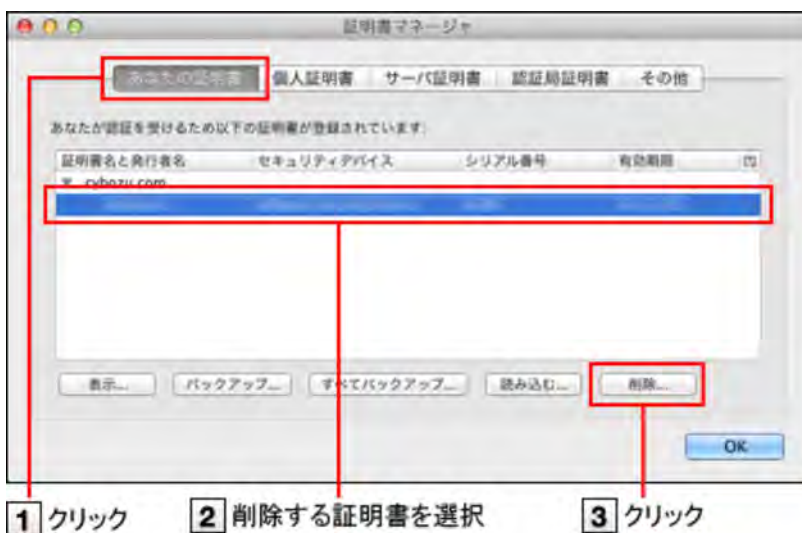 証明書マネージャ
あなたの証明書 個人証明書 サーバ証明書 認証局証明書 その他
あなたが認証を受けるため以下の証明書が登録されています:
証明書名と発行者名 セキュリティデバイス シリアル番号 有効期限
cybozu.com
表示... バックアップ... すべてバックアップ... 読み込む... 削除...
OK
1 クリック 2 削除する証明書を選択 3 クリック